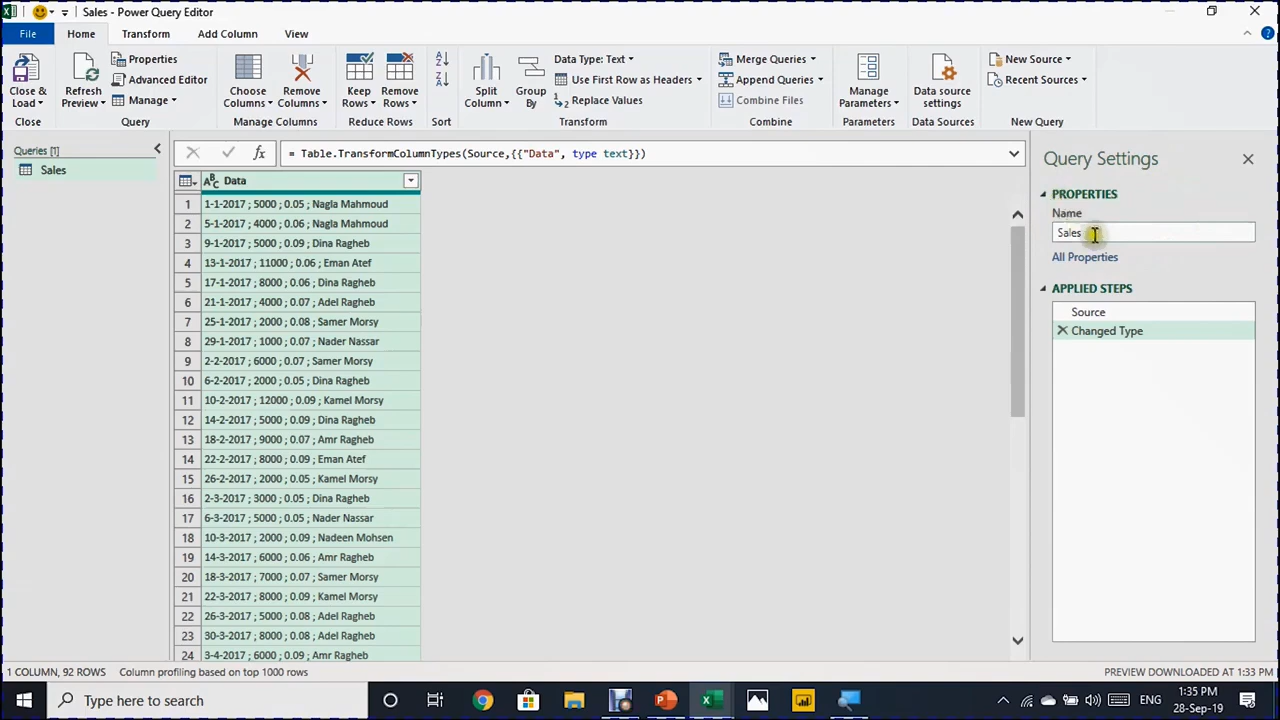 Sales - Power Query Editor
File
Home
Transform
Add Column
View
Close &
Load
Close
Refresh
Preview
Properties
Advanced Editor
Manage
Query
Choose
Columns
Remove
Columns
Manage Columns
Keep
Rows
Remove
Rows
Reduce Rows
Sort
Split
Column
Group
By
Data Type: Text
Use First Row as Headers
Replace Values
Transform
Merge Queries
Append Queries
Combine Files
Combine
Manage
Parameters
Parameters
Data source
settings
Data Sources
New Source
Recent Sources
New Query
Queries [1]
Sales
fx
= Table.TransformColumnTypes(Source,{{"Data", type text}})
Data
1 1-1-2017 ; 5000 ; 0.05 ; Nagla Mahmoud
2 5-1-2017 ; 4000 ; 0.06 ; Nagla Mahmoud
3 9-1-2017 ; 5000 ; 0.09 ; Dina Ragheb
4 13-1-2017 ; 11000 ; 0.06 ; Eman Atef
5 17-1-2017 ; 8000 ; 0.06 ; Dina Ragheb
6 21-1-2017 ; 4000 ; 0.07 ; Adel Ragheb
7 25-1-2017 ; 2000 ; 0.08 ; Samer Morsy
8 29-1-2017 ; 1000 ; 0.07 ; Nader Nassar
9 2-2-2017 ; 6000 ; 0.07 ; Samer Morsy
10 6-2-2017 ; 2000 ; 0.05 ; Dina Ragheb
11 10-2-2017 ; 12000 ; 0.09 ; Kamel Morsy
12 14-2-2017 ; 5000 ; 0.09 ; Dina Ragheb
13 18-2-2017 ; 9000 ; 0.07 ; Amr Ragheb
14 22-2-2017 ; 8000 ; 0.09 ; Eman Atef
15 26-2-2017 ; 2000 ; 0.05 ; Kamel Morsy
16 2-3-2017 ; 3000 ; 0.05 ; Dina Ragheb
17 6-3-2017 ; 5000 ; 0.05 ; Nader Nassar
18 10-3-2017 ; 2000 ; 0.09 ; Nadeen Mohsen
19 14-3-2017 ; 6000 ; 0.06 ; Amr Ragheb
20 18-3-2017 ; 7000 ; 0.07 ; Samer Morsy
21 22-3-2017 ; 8000 ; 0.09 ; Kamel Morsy
22 26-3-2017 ; 5000 ; 0.08 ; Adel Ragheb
23 30-3-2017 ; 8000 ; 0.08 ; Adel Ragheb
24 3-4-2017 ; 6000 ; 0.09 ; Amr Ragheb
Query Settings
PROPERTIES
Name
Sales
All Properties
APPLIED STEPS
Source
Changed Type
1 COLUMN, 92 ROWS
Column profiling based on top 1000 rows
PREVIEW DOWNLOADED AT 1:33 PM
Type here to search
ENG
1:35 PM
28-Sep-19